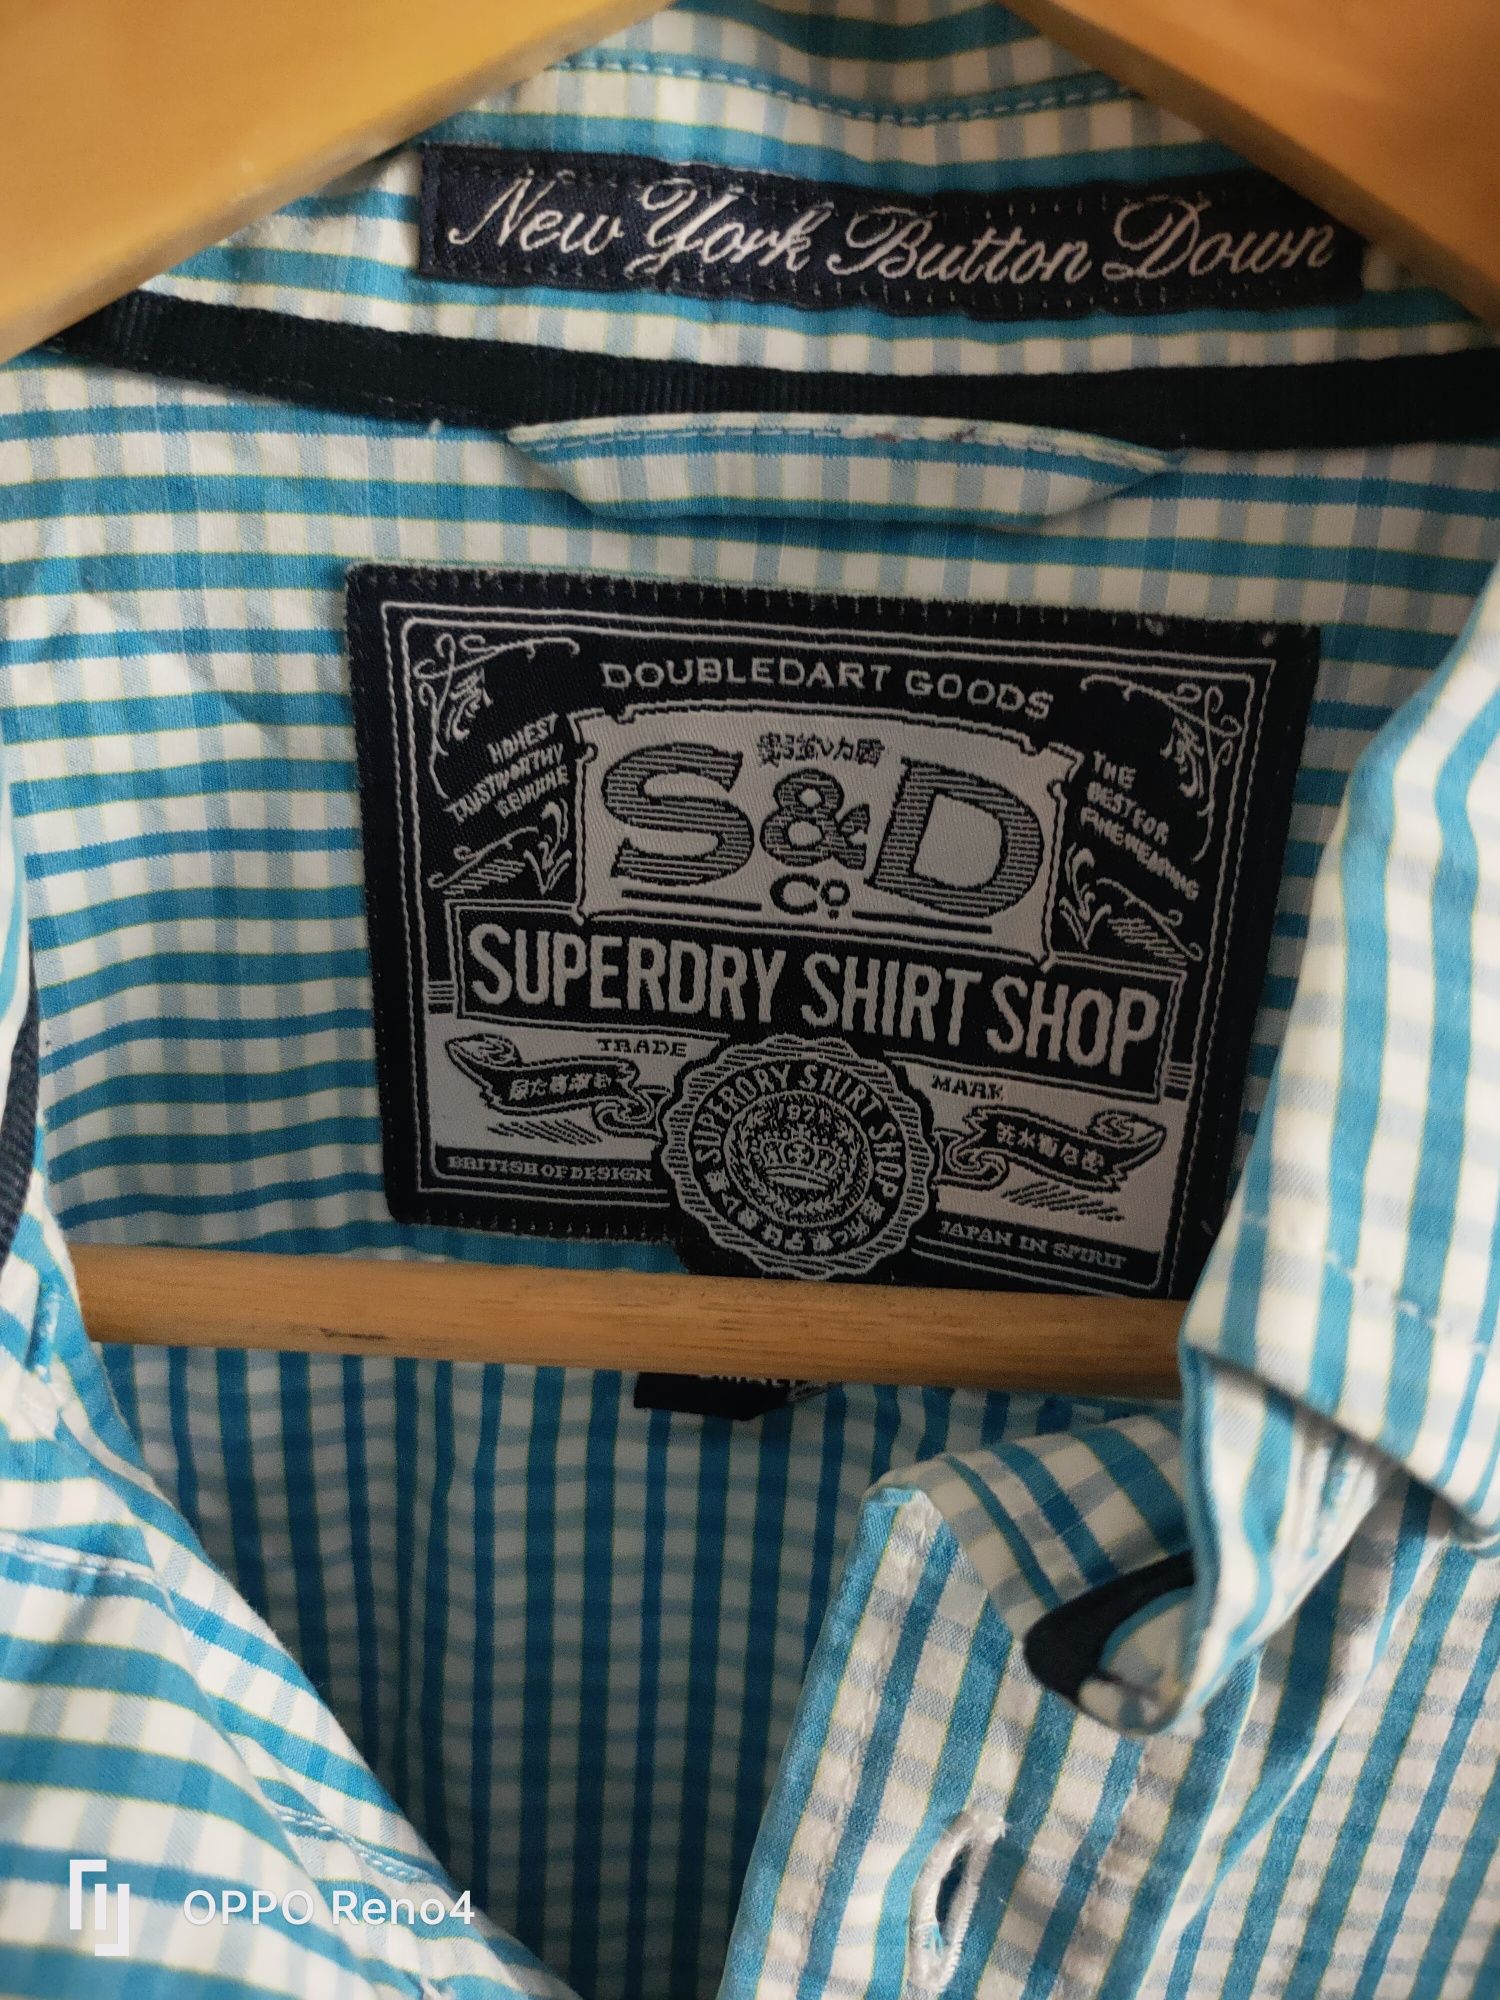 New York Button Down
DOUBLEDART GOODS
HONEST
TRUSTWORTHY
GENUINE
S&D
Co
THE
BEST FOR
FINE WEARING
SUPERDRY SHIRT SHOP
TRADE
MARK
SUPERDRY SHIRT SHOP
1971
BRITISH OF DESIGN
JAPAN IN SPIRIT
OPPO Reno4